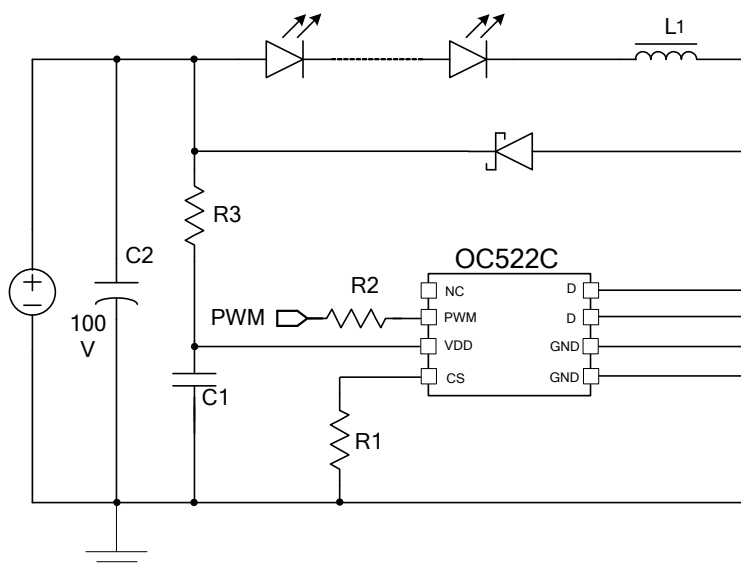 L1
R3
C2
OC522C
R2
NC
D
PWM
PWM
D
100
V
VDD
GND
C1
CS
GND
R1